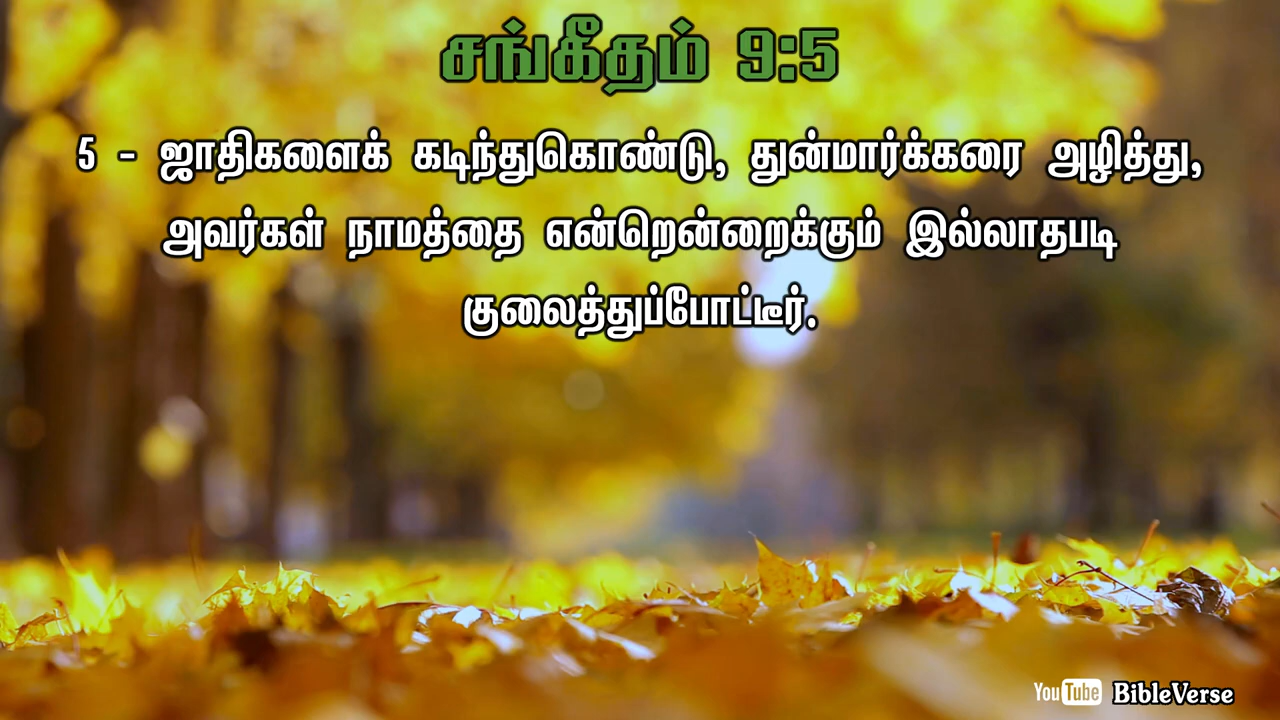 சங்கீதம் 9:5
5 - ஜாதிகளைக் கடிந்துகொண்டு, துன்மார்க்கரை அழித்து,
அவர்கள் நாமத்தை என்றென்றைக்கும் இல்லாதபடி
குலைத்துப்போட்டீர்.
YouTube BibleVerse